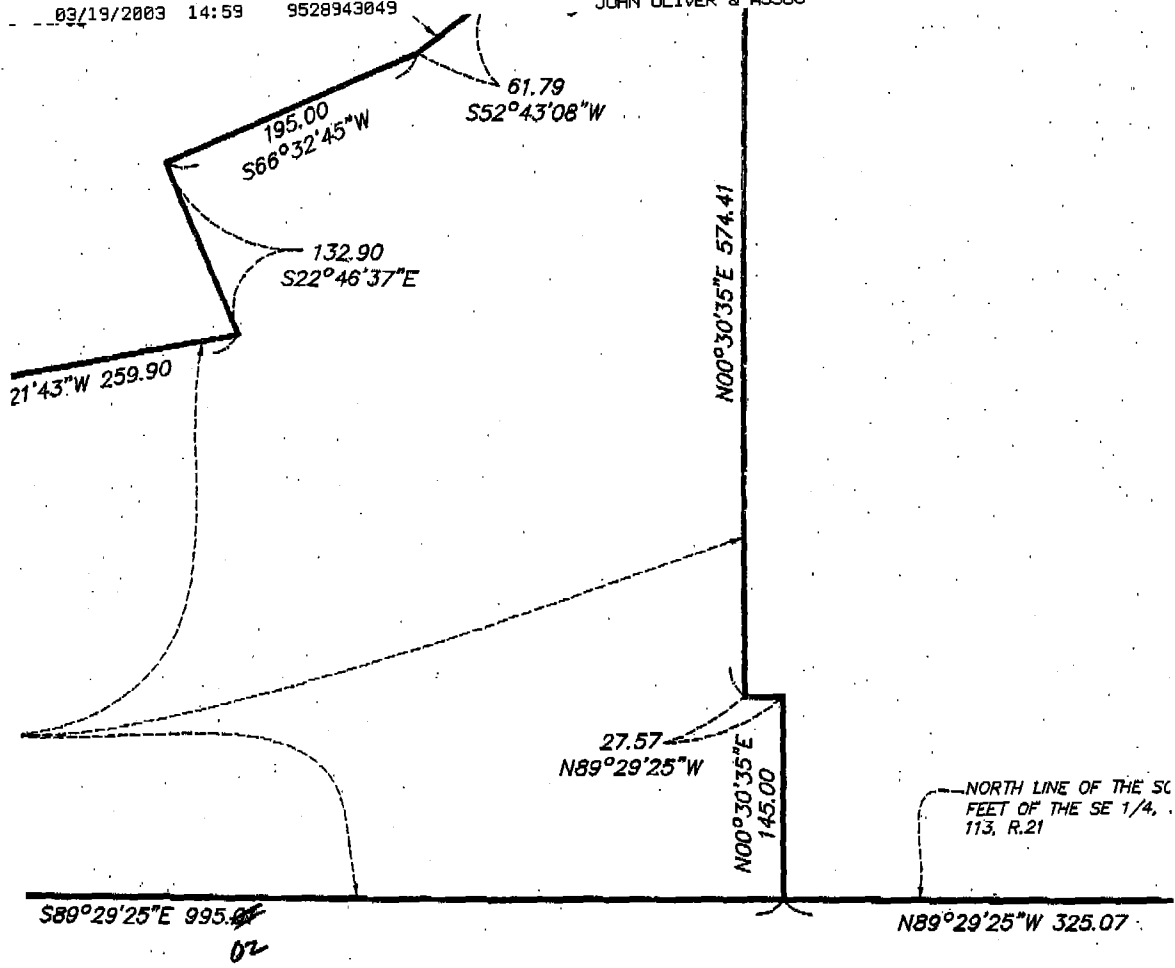 03/19/2003 14:59 9528943049 JOHN OLIVER & ASSOC
61.79
S52°43'08"W
195.00
S66°32'45"W
132.90
S22°46'37"E
21'43"W 259.90
N00°30'35"E 574.41
27.57
N89°29'25"W
N00°30'35"E
145.00
NORTH LINE OF THE
FEET OF THE SE 1/4,
113, R.21
S89°29'25"E 995.
02
N89°29'25"W 325.07